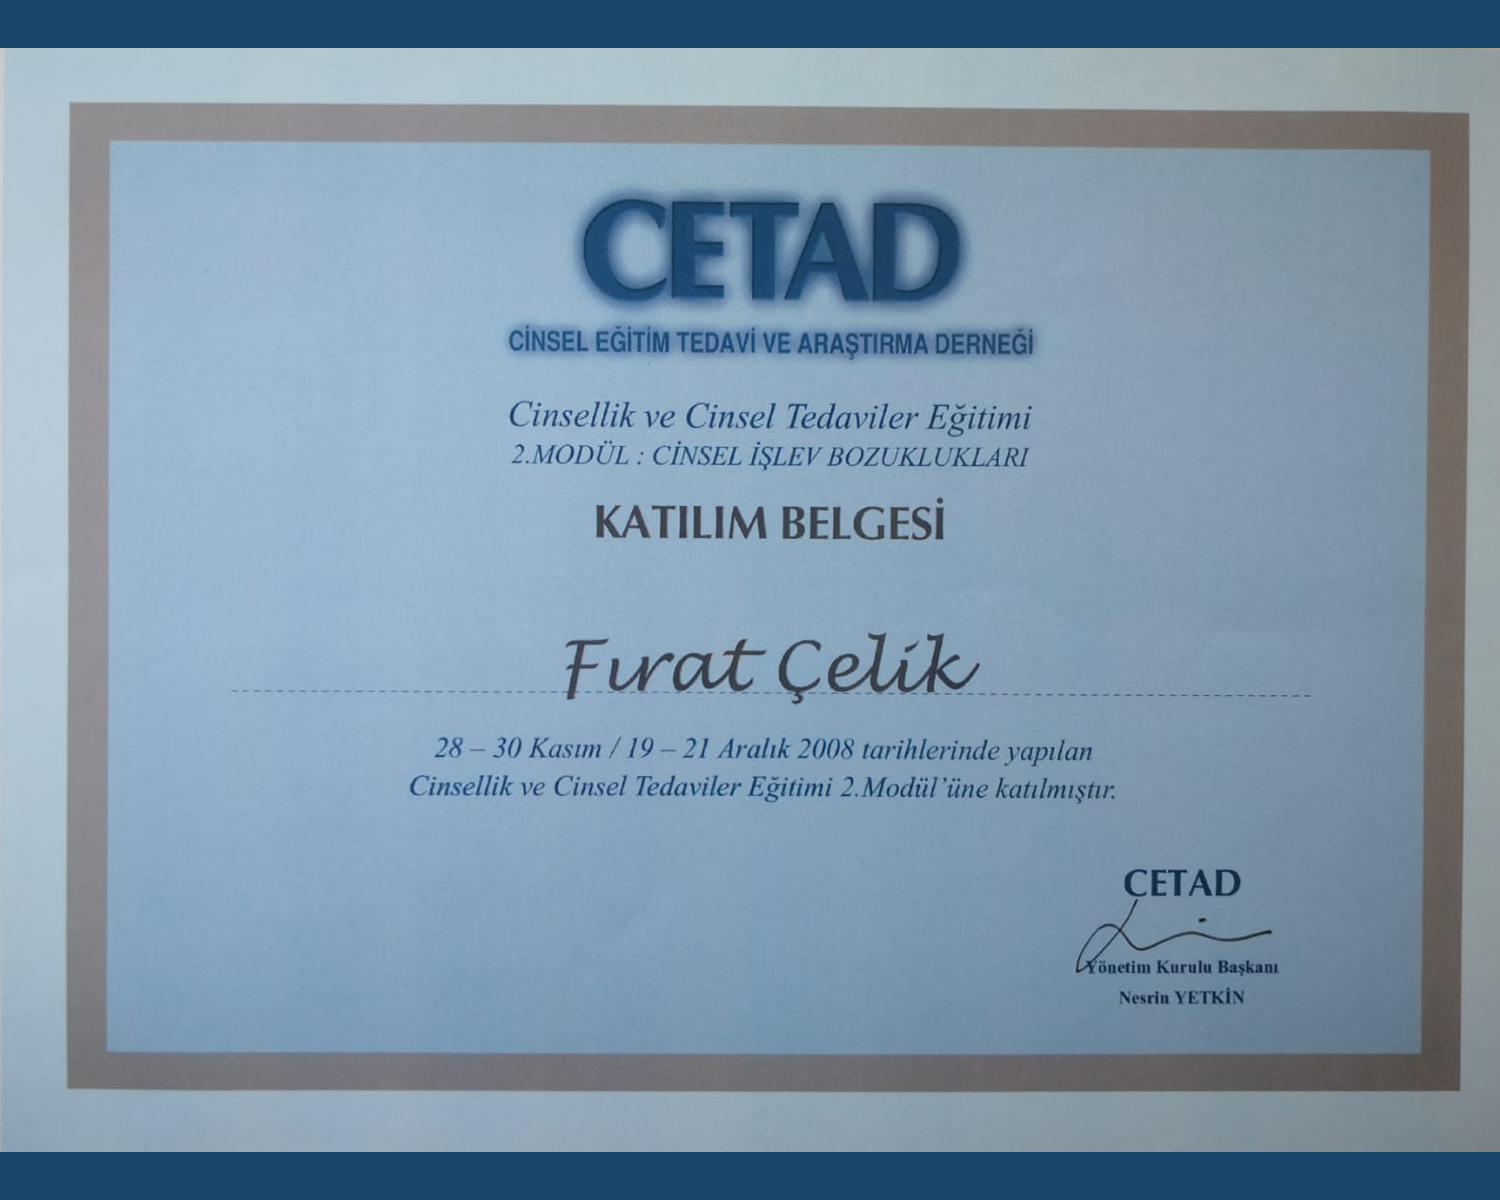 CETAD
CİNSEL EĞİTİM TEDAVİ VE ARAŞTIRMA DERNEĞİ
Cinsellik ve Cinsel Tedaviler Eğitimi
2.MODÜL : CİNSEL İŞLEV BOZUKLUKLARI
KATILIM BELGESİ
Fırat Çelik
28 – 30 Kasım / 19 – 21 Aralık 2008 tarihlerinde yapılan
Cinsellik ve Cinsel Tedaviler Eğitimi 2.Modül’üne katılmıştır.
CETAD
Yönetim Kurulu Başkanı
Nesrin YETKİN